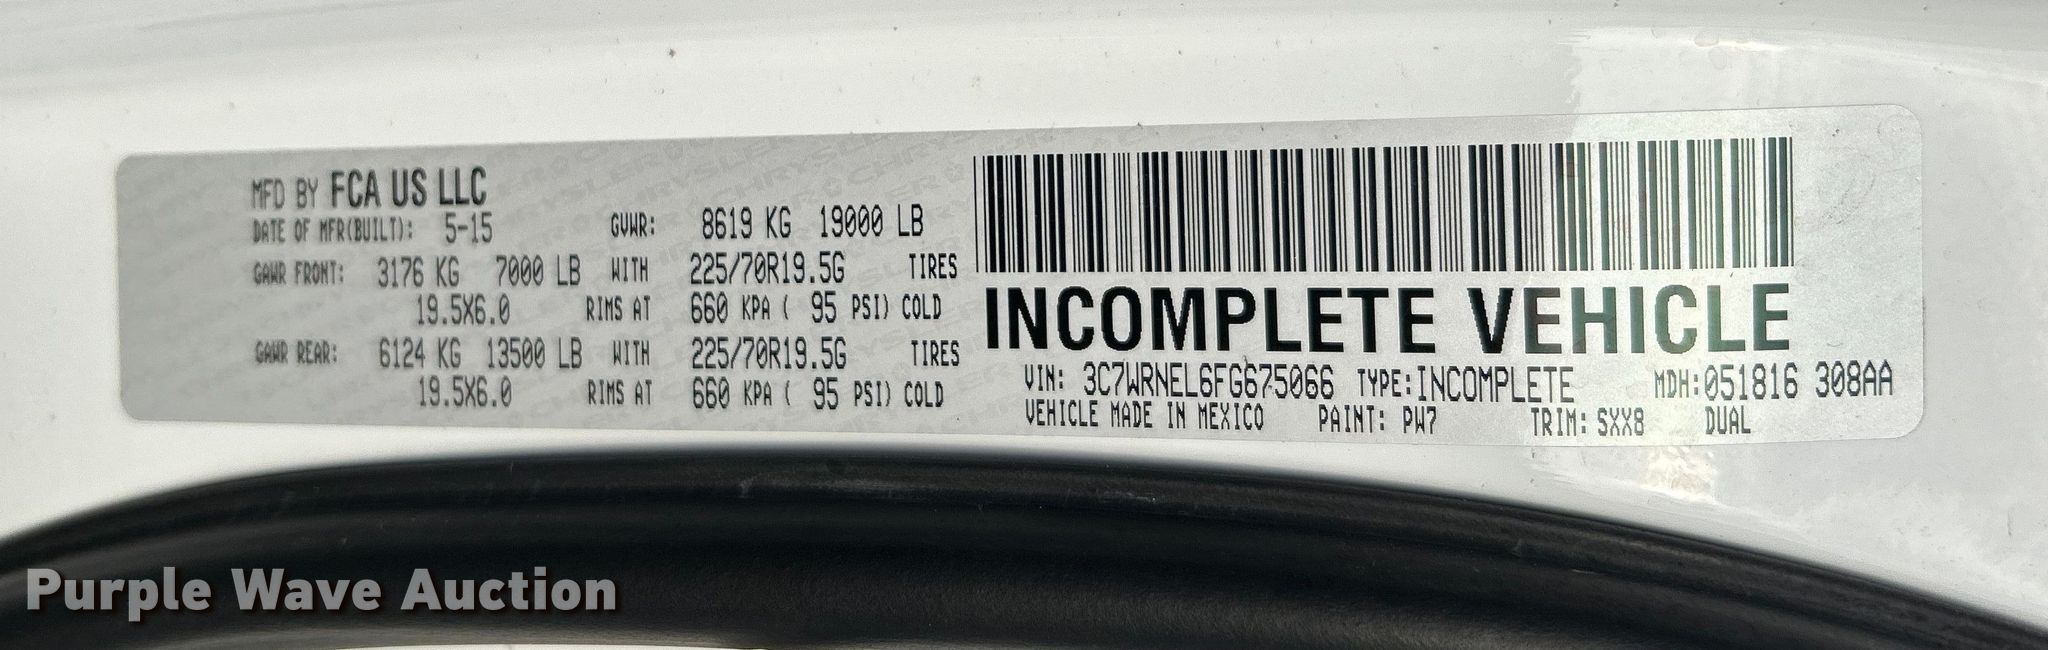 MFD BY FCA US LLC
DATE OF MFR(BUILT): 5-15 GVWR: 8619 KG 19000 LB
GAWR FRONT: 3176 KG 7000 LB WITH 225/70R19.5G TIRES
19.5X6.0 RIMS AT 660 KPA ( 95 PSI) COLD
GAWR REAR: 6124 KG 13500 LB WITH 225/70R19.5G TIRES
19.5X6.0 RIMS AT 660 KPA ( 95 PSI) COLD
INCOMPLETE VEHICLE
VIN: 3C7WRNEL6FG675066 TYPE: INCOMPLETE MDH: 051816 308AA
VEHICLE MADE IN MEXICO PAINT: PW7 TRIM: SXX8 DUAL
Purple Wave Auction